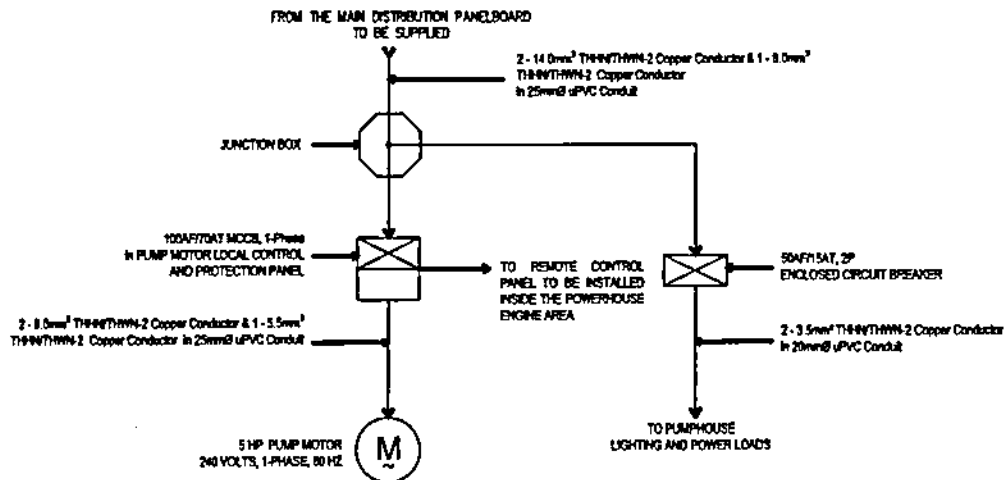 FROM THE MAIN DISTRIBUTION PANELBOARD
TO BE SUPPLIED
2 - 14.0mm² THHN/THWN-2 Copper Conductor & 1 - 8.0mm²
THHN/THWN-2 Copper Conductor
in 25mmØ uPVC Conduit
JUNCTION BOX
100AF/70AT MCCB, 1-Phase
in PUMP MOTOR LOCAL CONTROL
AND PROTECTION PANEL
TO REMOTE CONTROL
PANEL TO BE INSTALLED
INSIDE THE POWERHOUSE
ENGINE AREA
50AF/15AT, 2P
ENCLOSED CIRCUIT BREAKER
2 - 8.0mm² THHN/THWN-2 Copper Conductor & 1 - 5.5mm²
THHN/THWN-2 Copper Conductor in 25mmØ uPVC Conduit
2 - 3.5mm² THHN/THWN-2 Copper Conductor
in 20mmØ uPVC Conduit
5 HP PUMP MOTOR
240 VOLTS, 1-PHASE, 60 HZ
M
~
TO PUMPHOUSE
LIGHTING AND POWER LOADS